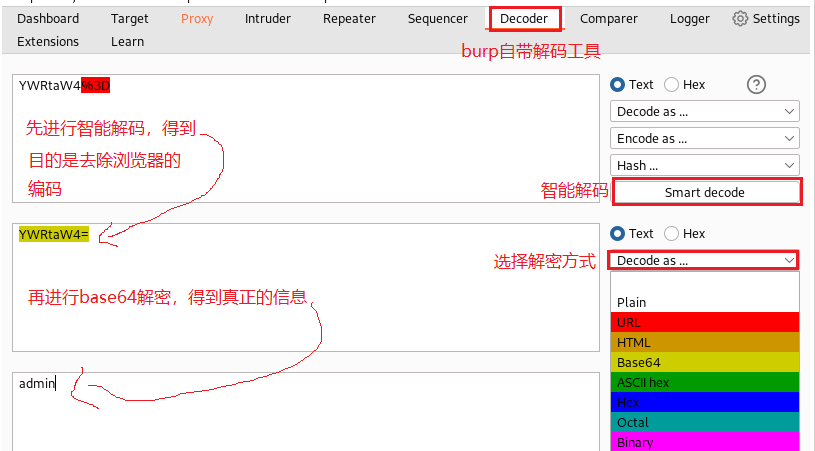 Dashboard Target Proxy Intruder Repeater Sequencer Decoder Comparer Logger Settings
Extensions Learn
burp自带解码工具
YWRtaW4%3D
Text Hex ?
Decode as ...
先进行智能解码，得到
目的是去除浏览器的
编码
Encode as ...
Hash ...
智能解码
Smart decode
YWRtaW4=
Text Hex
选择解密方式
Decode as ...
再进行base64解密，得到真正的信息
Plain
URL
HTML
Base64
ASCII hex
Hex
Octal
Binary
admin